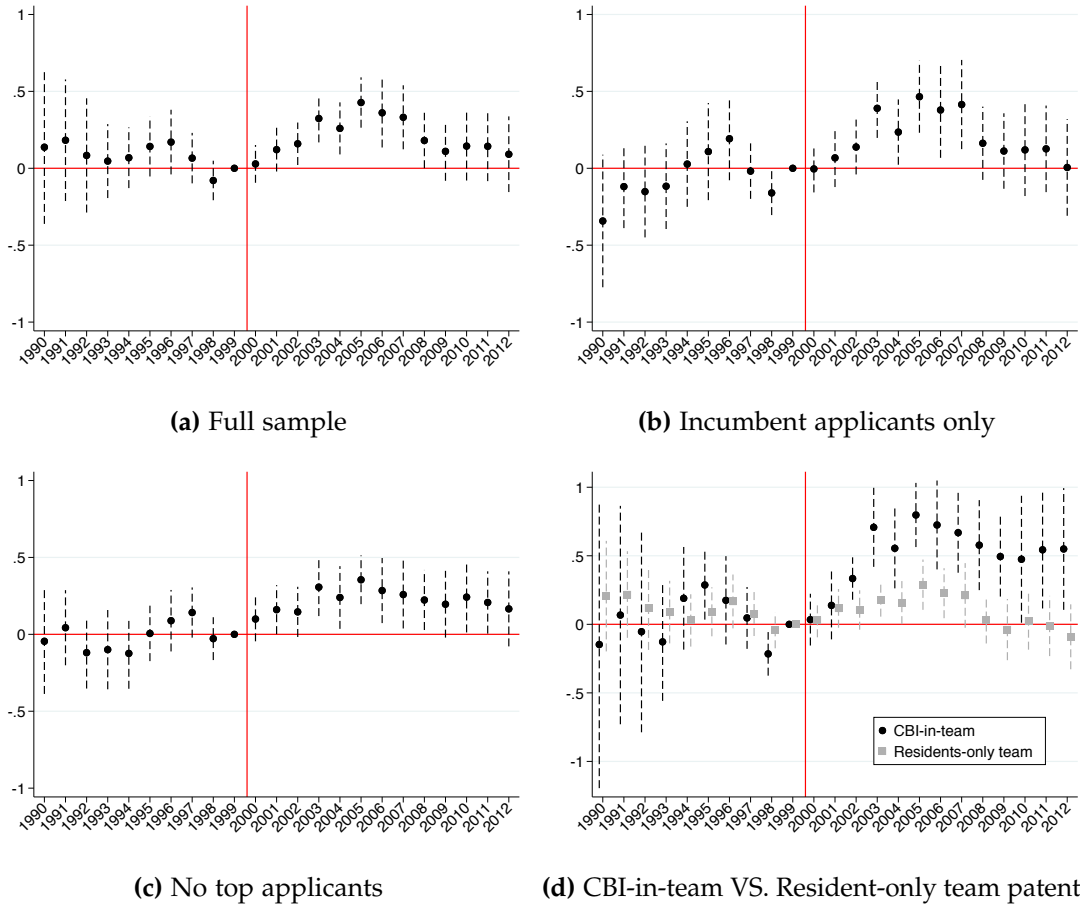 1
.5
0
-.5
-1
1990 1991 1992 1993 1994 1995 1996 1997 1998 1999 2000 2001 2002 2003 2004 2005 2006 2007 2008 2009 2010 2011 2012
(a) Full sample
1
.5
0
-.5
-1
1990 1991 1992 1993 1994 1995 1996 1997 1998 1999 2000 2001 2002 2003 2004 2005 2006 2007 2008 2009 2010 2011 2012
(b) Incumbent applicants only
1
.5
0
-.5
-1
1990 1991 1992 1993 1994 1995 1996 1997 1998 1999 2000 2001 2002 2003 2004 2005 2006 2007 2008 2009 2010 2011 2012
(c) No top applicants
1
.5
0
-.5
-1
CBI-in-team
Residents-only team
1990 1991 1992 1993 1994 1995 1996 1997 1998 1999 2000 2001 2002 2003 2004 2005 2006 2007 2008 2009 2010 2011 2012
(d) CBI-in-team VS. Resident-only team patent